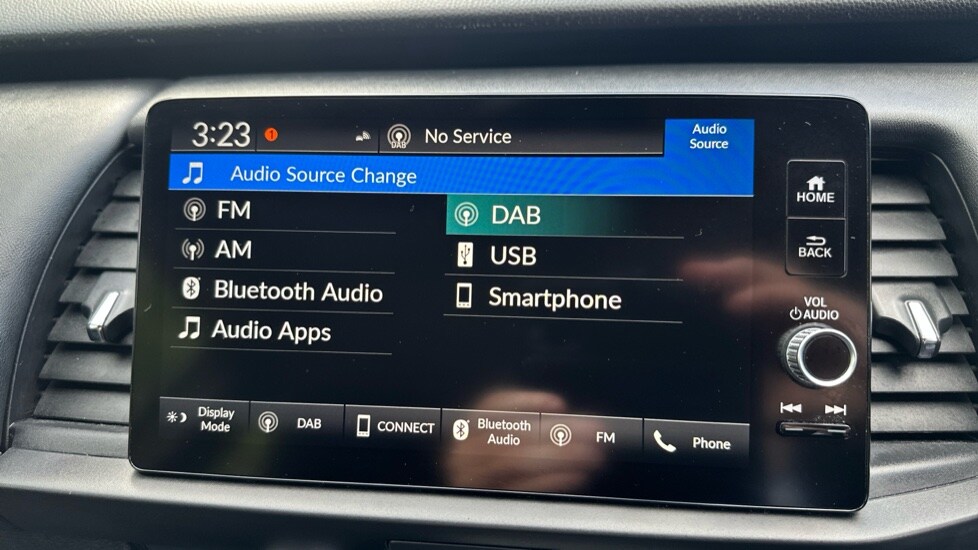 3:23
1
DAB
No Service
Audio
Source
Audio Source Change
FM
DAB
AM
USB
Bluetooth Audio
Smartphone
Audio Apps
HOME
BACK
VOL
AUDIO
Display
Mode
DAB
CONNECT
Bluetooth
Audio
FM
Phone